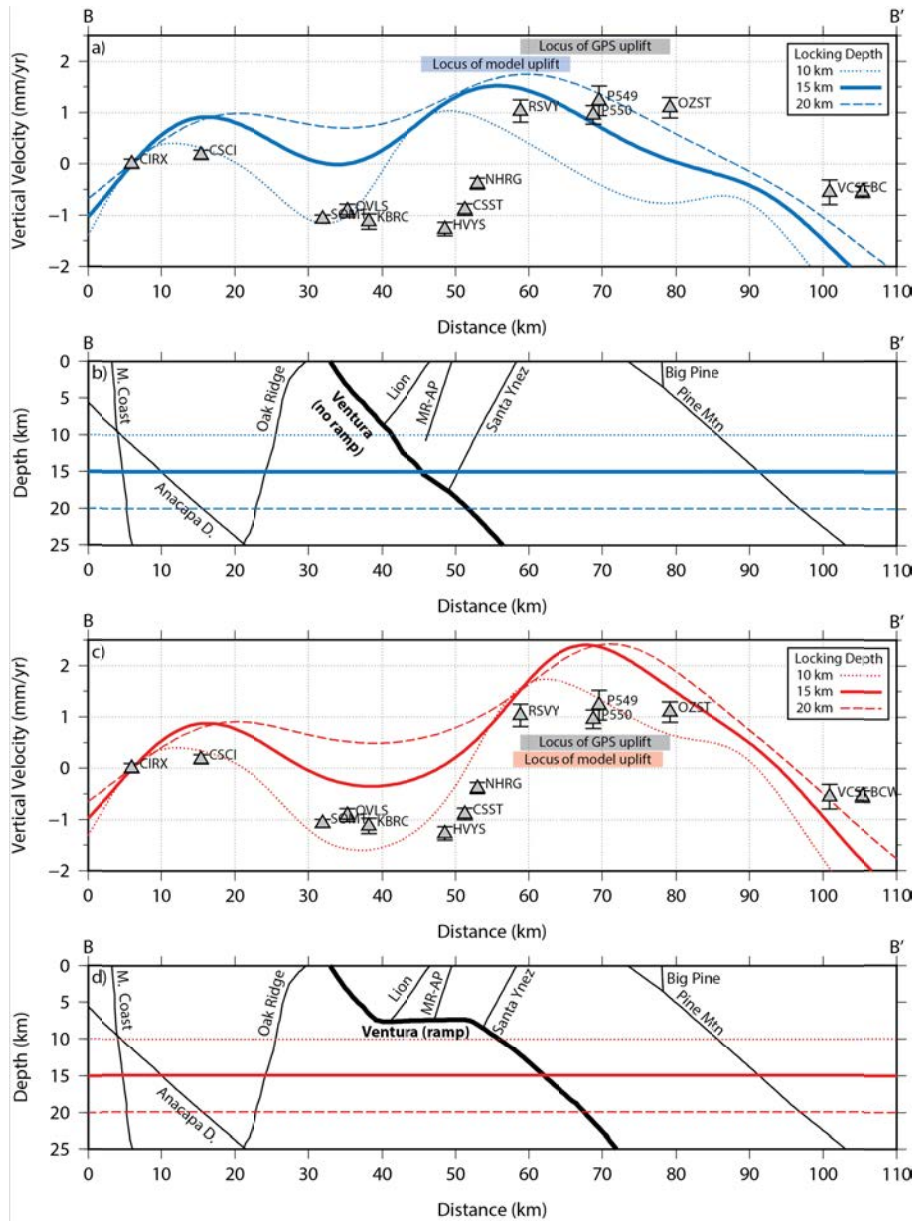 B B'
a)
Locus of GPS uplift
Locus of model uplift
Locking Depth
10 km
15 km
20 km
Vertical Velocity (mm/yr)
2
1
0
−1
−2
CIRX
CSCI
OVLS
KBRC
HVYS
CSST
NHRG
RSVY
P549
P550
OZST
0 10 20 30 40 50 60 70 80 90 100 110
Distance (km)
B B'
b)
M. Coast
Anacapa D.
Oak Ridge
Ventura
(no ramp)
Lion
MR-AP
Santa Ynez
Big Pine
Pine Mtn
Depth (km)
0
5
10
15
20
25
0 10 20 30 40 50 60 70 80 90 100 110
Distance (km)
B B'
c)
Locking Depth
10 km
15 km
20 km
Vertical Velocity (mm/yr)
2
1
0
−1
−2
CIRX
CSCI
OVLS
KBRC
HVYS
CSST
NHRG
RSVY
P549
P550
OZST
Locus of GPS uplift
Locus of model uplift
0 10 20 30 40 50 60 70 80 90 100 110
Distance (km)
B B'
d)
M. Coast
Anacapa D.
Oak Ridge
Lion
MR-AP
Santa Ynez
Ventura (ramp)
Big Pine
Pine Mtn
Depth (km)
0
5
10
15
20
25
0 10 20 30 40 50 60 70 80 90 100 110
Distance (km)